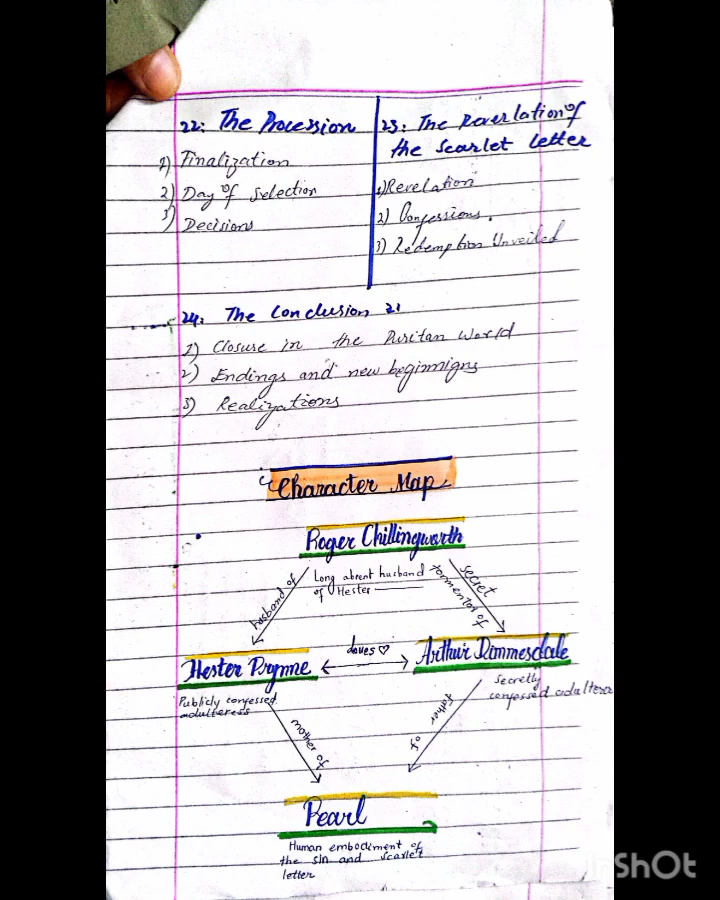 22: The Procession
1) Finalization
2) Day of Selection
3) Decisions
23: The Reverlation of
the Scarlet Letter
1) Revelation
2) Confessions.
3) Redemption Unveiled
24. The Conclusion
1) Closure in the Puritan World
2) Endings and new beginnigns
3) Realizations
Character Map
Roger Chillingworth
Long absent husband
of Hester
husband of
secret
tormentor of
Hester Prynne
loves ♡
Arthur Dimmesdale
Publicly confessed
adulteress
Secretly
confessed adulterer
mother of
father of
Pearl
Human embodiment of
the sin and scarlet
letter
InShOt